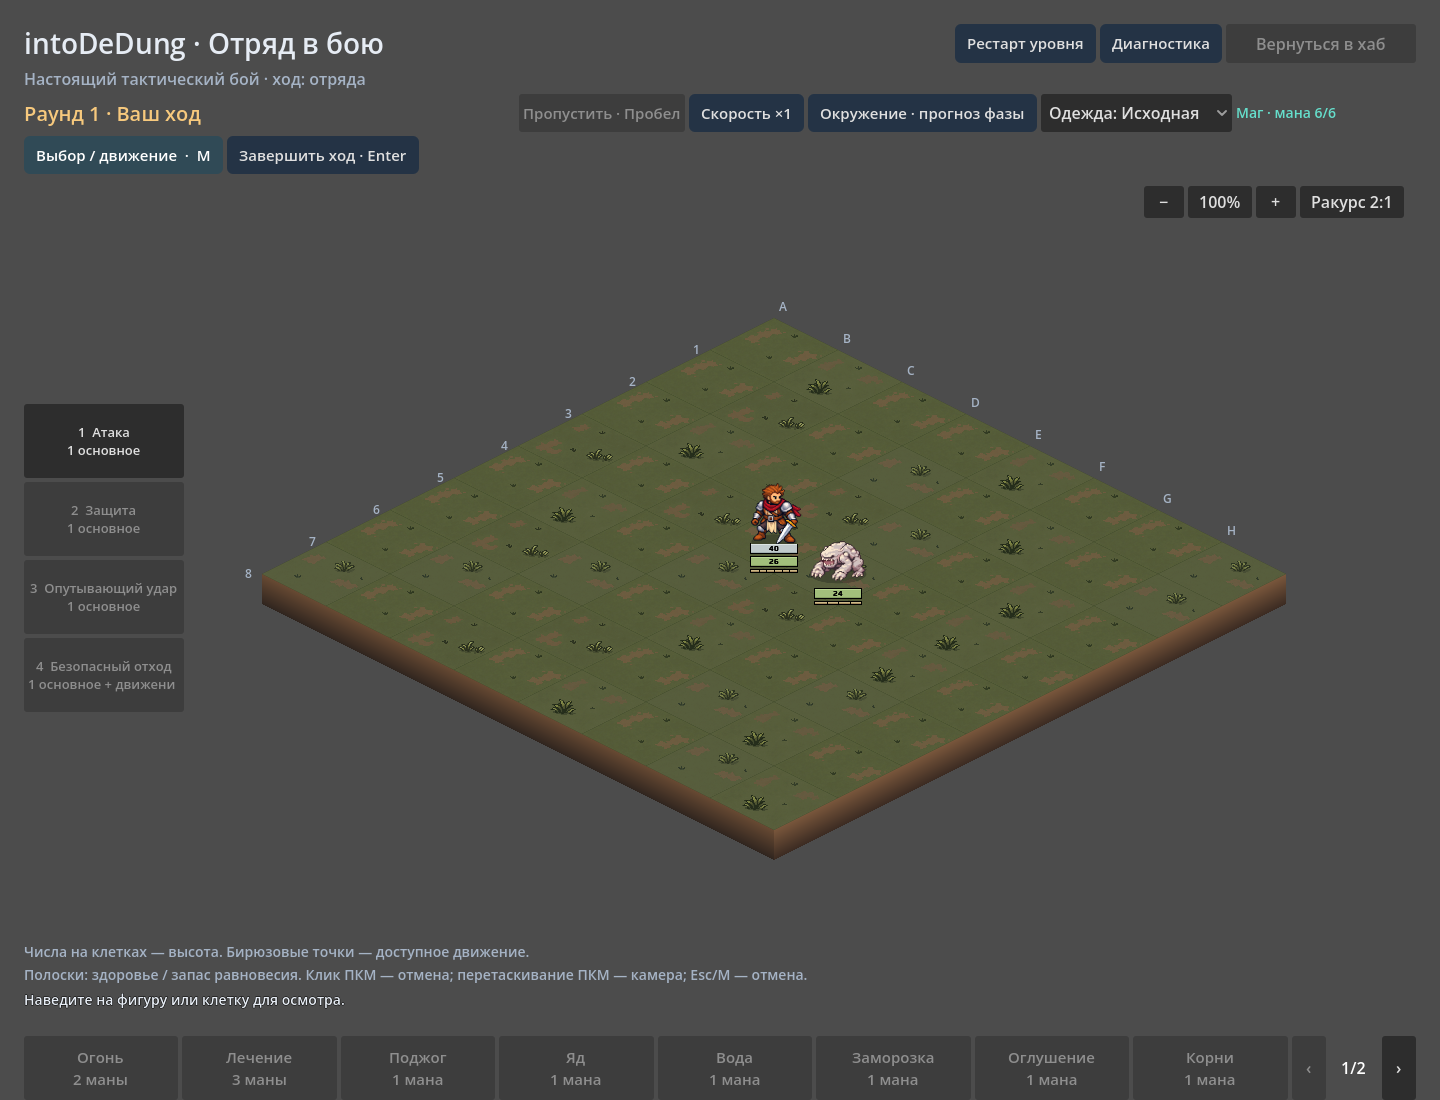 intoDeDung · Отряд в бою
Рестарт уровня
Диагностика
Вернуться в хаб
Настоящий тактический бой · ход: отряда
Раунд 1 · Ваш ход
Пропустить · Пробел
Скорость ×1
Окружение · прогноз фазы
Одежда: Исходная
Маг · мана 6/6
Выбор / движение · М
Завершить ход · Enter
−
100%
+
Ракурс 2:1
A
B
C
D
E
F
G
H
1
2
3
4
5
6
7
8
1 Атака
1 основное
2 Защита
1 основное
3 Опутывающий удар
1 основное
4 Безопасный отход
1 основное + движени
40
26
24
Числа на клетках — высота. Бирюзовые точки — доступное движение.
Полоски: здоровье / запас равновесия. Клик ПКМ — отмена; перетаскивание ПКМ — камера; Esc/M — отмена.
Наведите на фигуру или клетку для осмотра.
Огонь
2 маны
Лечение
3 маны
Поджог
1 мана
Яд
1 мана
Вода
1 мана
Заморозка
1 мана
Оглушение
1 мана
Корни
1 мана
‹
1/2
›